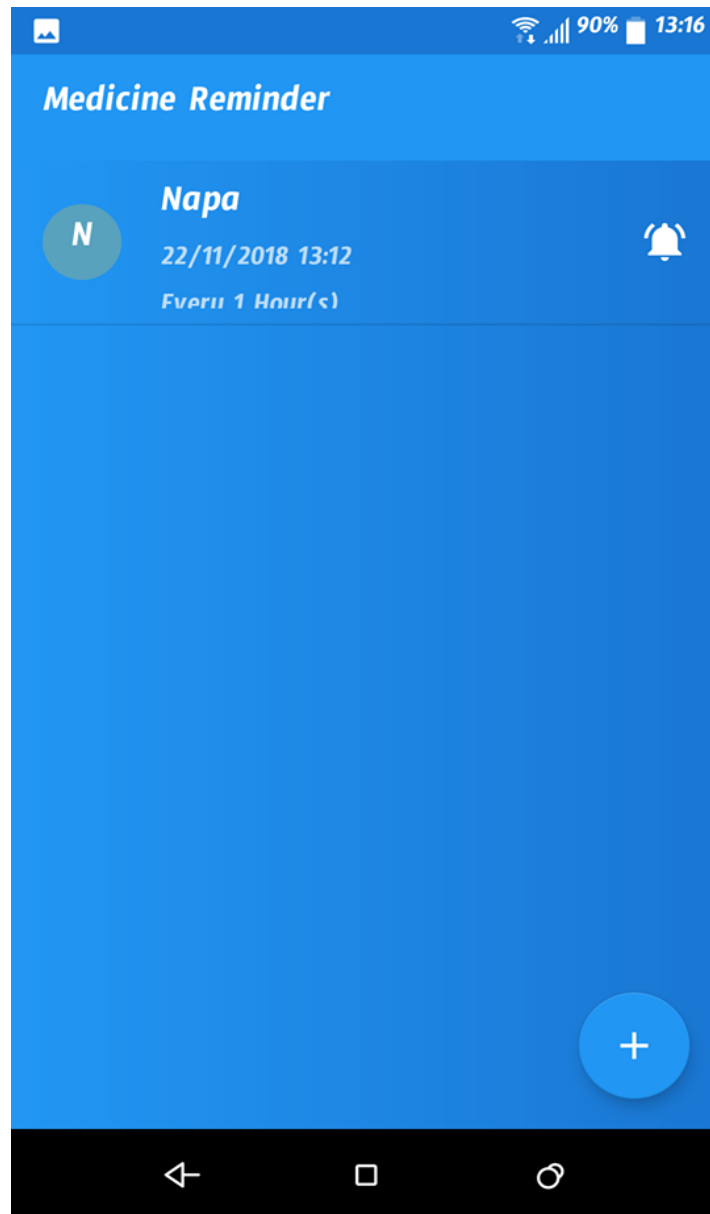 90% 13:16
Medicine Reminder
Napa
N
22/11/2018 13:12
Every 1 Hour(s)